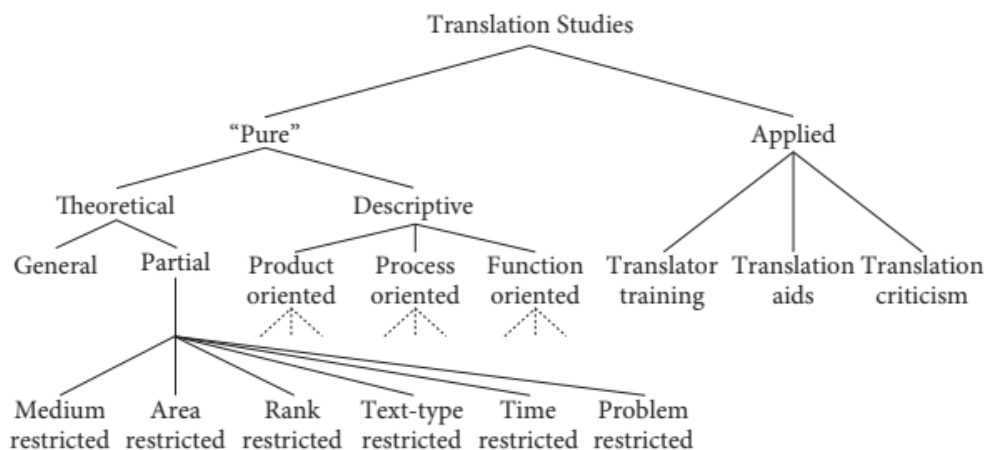 Translation Studies
“Pure” Applied
Theoretical Descriptive
General Partial Product Process Function Translator Translation Translation
oriented oriented oriented training aids criticism
Medium Area Rank Text-type Time Problem
restricted restricted restricted restricted restricted restricted